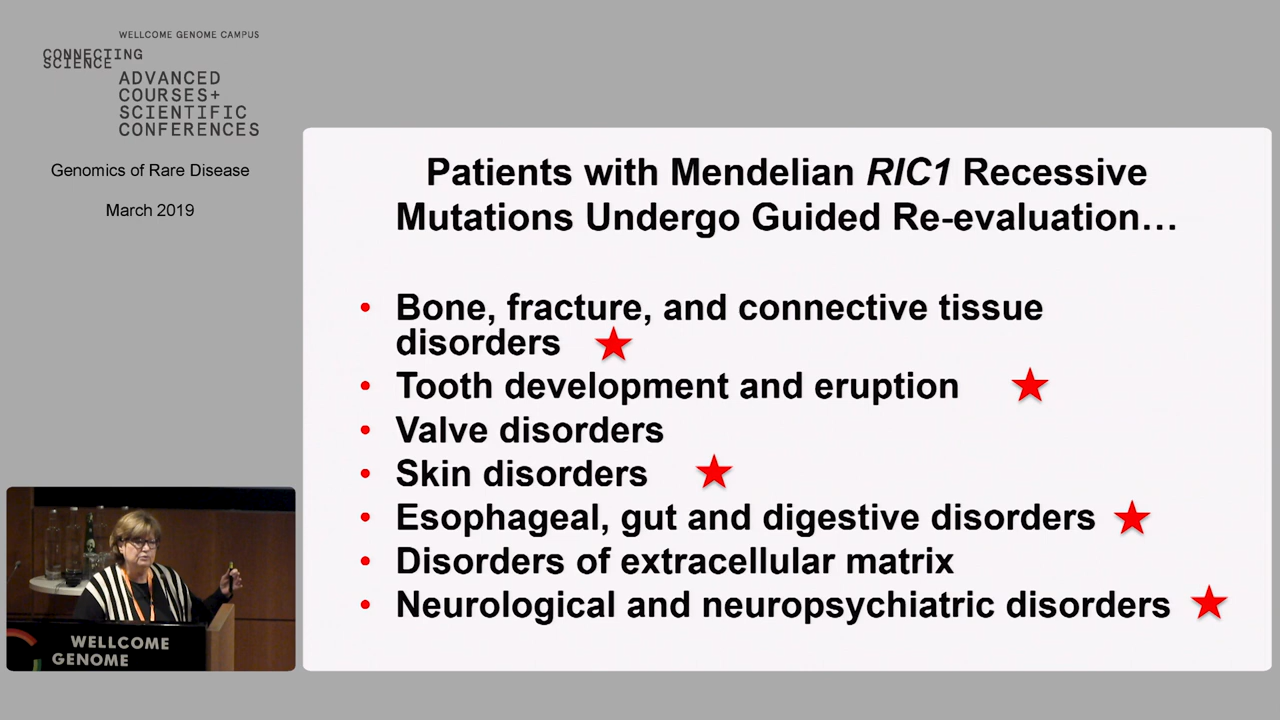 WELLCOME GENOME CAMPUS
CONNECTING
SCIENCE
ADVANCED
COURSES+
SCIENTIFIC
CONFERENCES
Genomics of Rare Disease
March 2019
Patients with Mendelian RIC1 Recessive
Mutations Undergo Guided Re-evaluation…
• Bone, fracture, and connective tissue
disorders
• Tooth development and eruption
• Valve disorders
• Skin disorders
• Esophageal, gut and digestive disorders
• Disorders of extracellular matrix
• Neurological and neuropsychiatric disorders
WELLCOME
GENOME